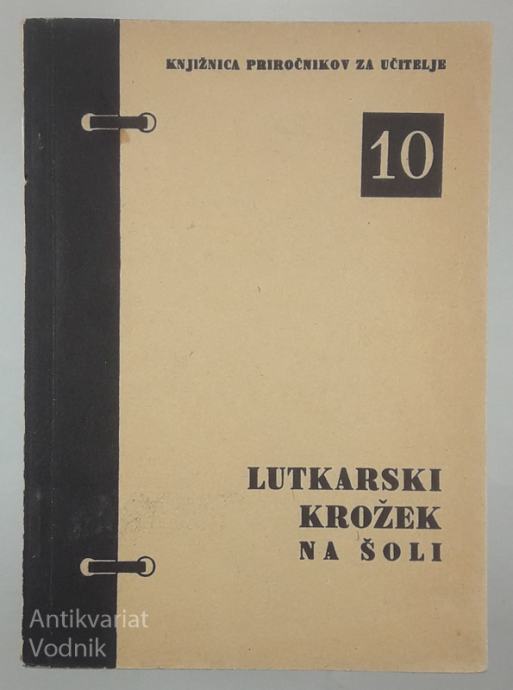 KNJIŽNICA PRIROČNIKOV ZA UČITELJE
10
LUTKARSKI
KROŽEK
NA ŠOLI
Antikvariat
Vodnik